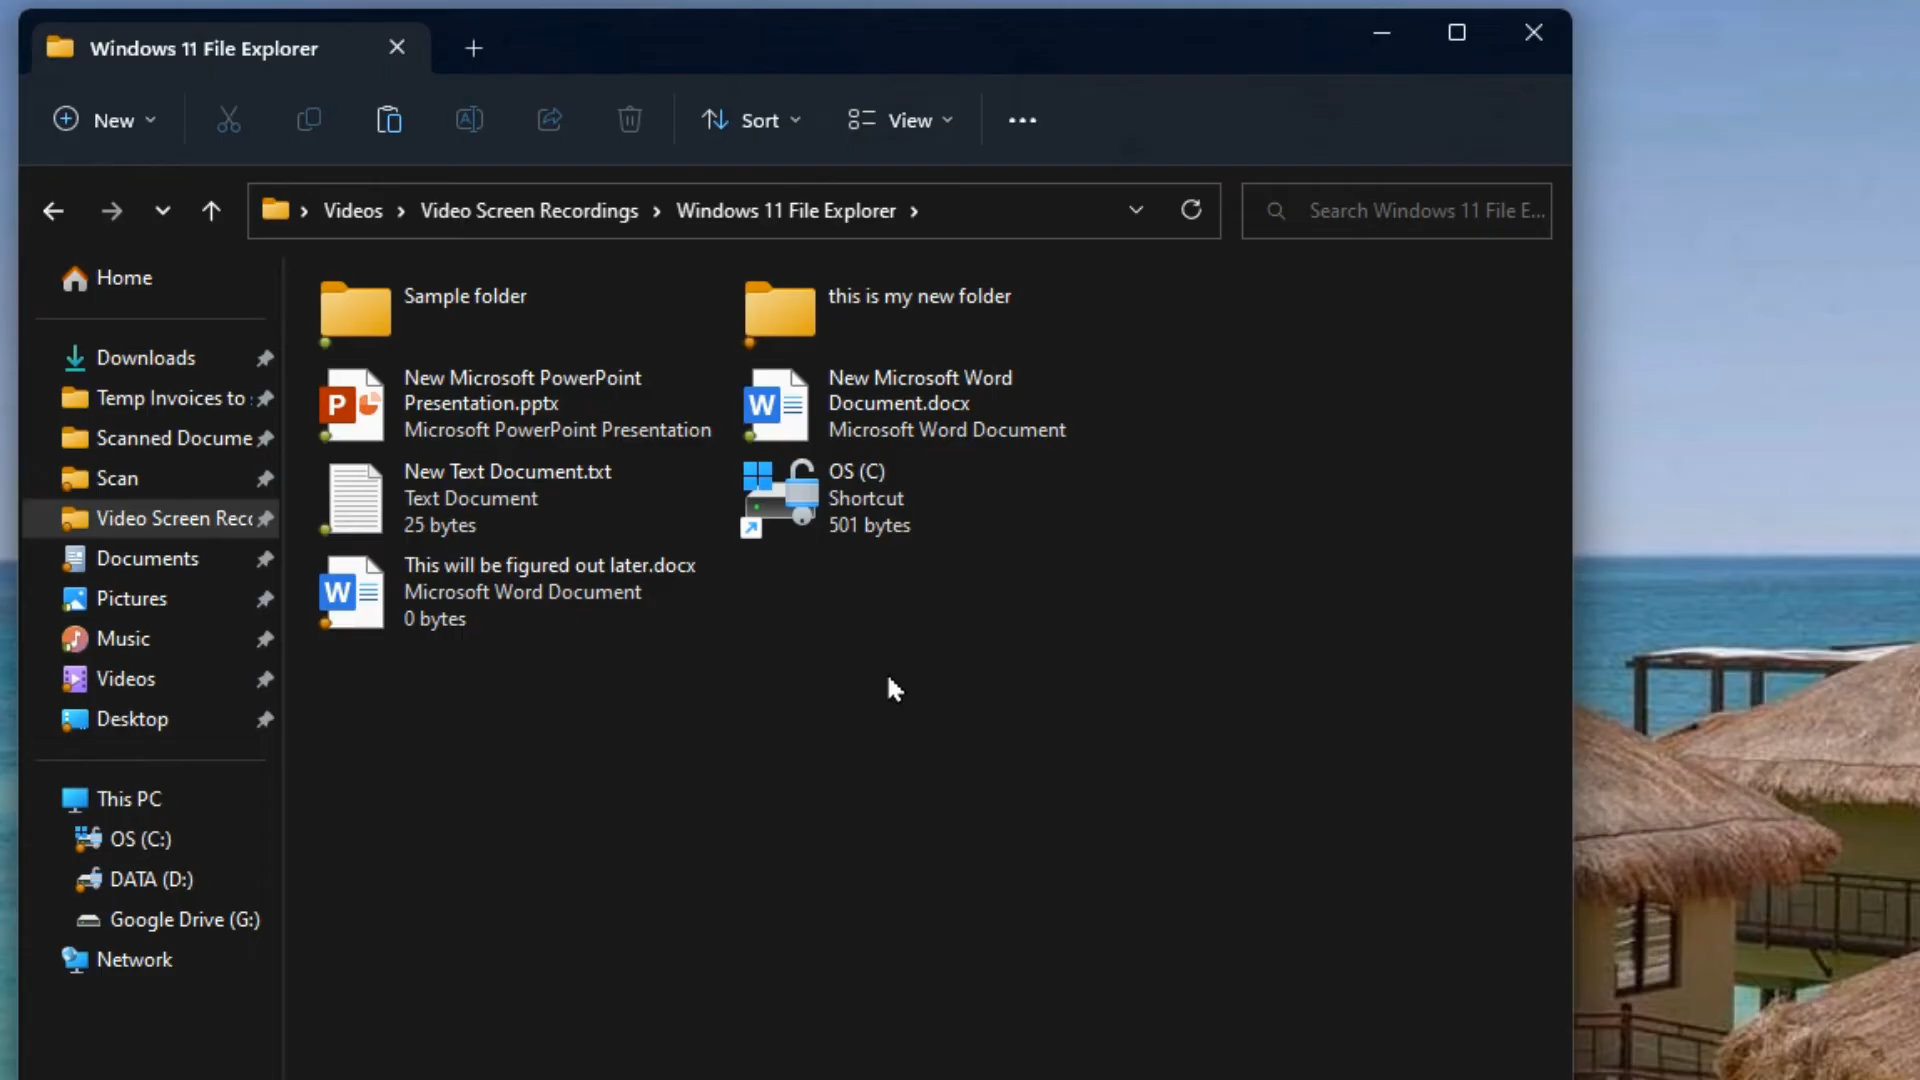 Windows 11 File Explorer
New
Sort
View
Videos
Video Screen Recordings
Windows 11 File Explorer
Search Windows 11 File E...
Home
Downloads
Temp Invoices to
Scanned Docume
Scan
Video Screen Reco
Documents
Pictures
Music
Videos
Desktop
This PC
OS (C:)
DATA (D:)
Google Drive (G:)
Network
Sample folder
this is my new folder
New Microsoft PowerPoint
Presentation.pptx
Microsoft PowerPoint Presentation
New Microsoft Word
Document.docx
Microsoft Word Document
New Text Document.txt
Text Document
25 bytes
OS (C)
Shortcut
501 bytes
This will be figured out later.docx
Microsoft Word Document
0 bytes